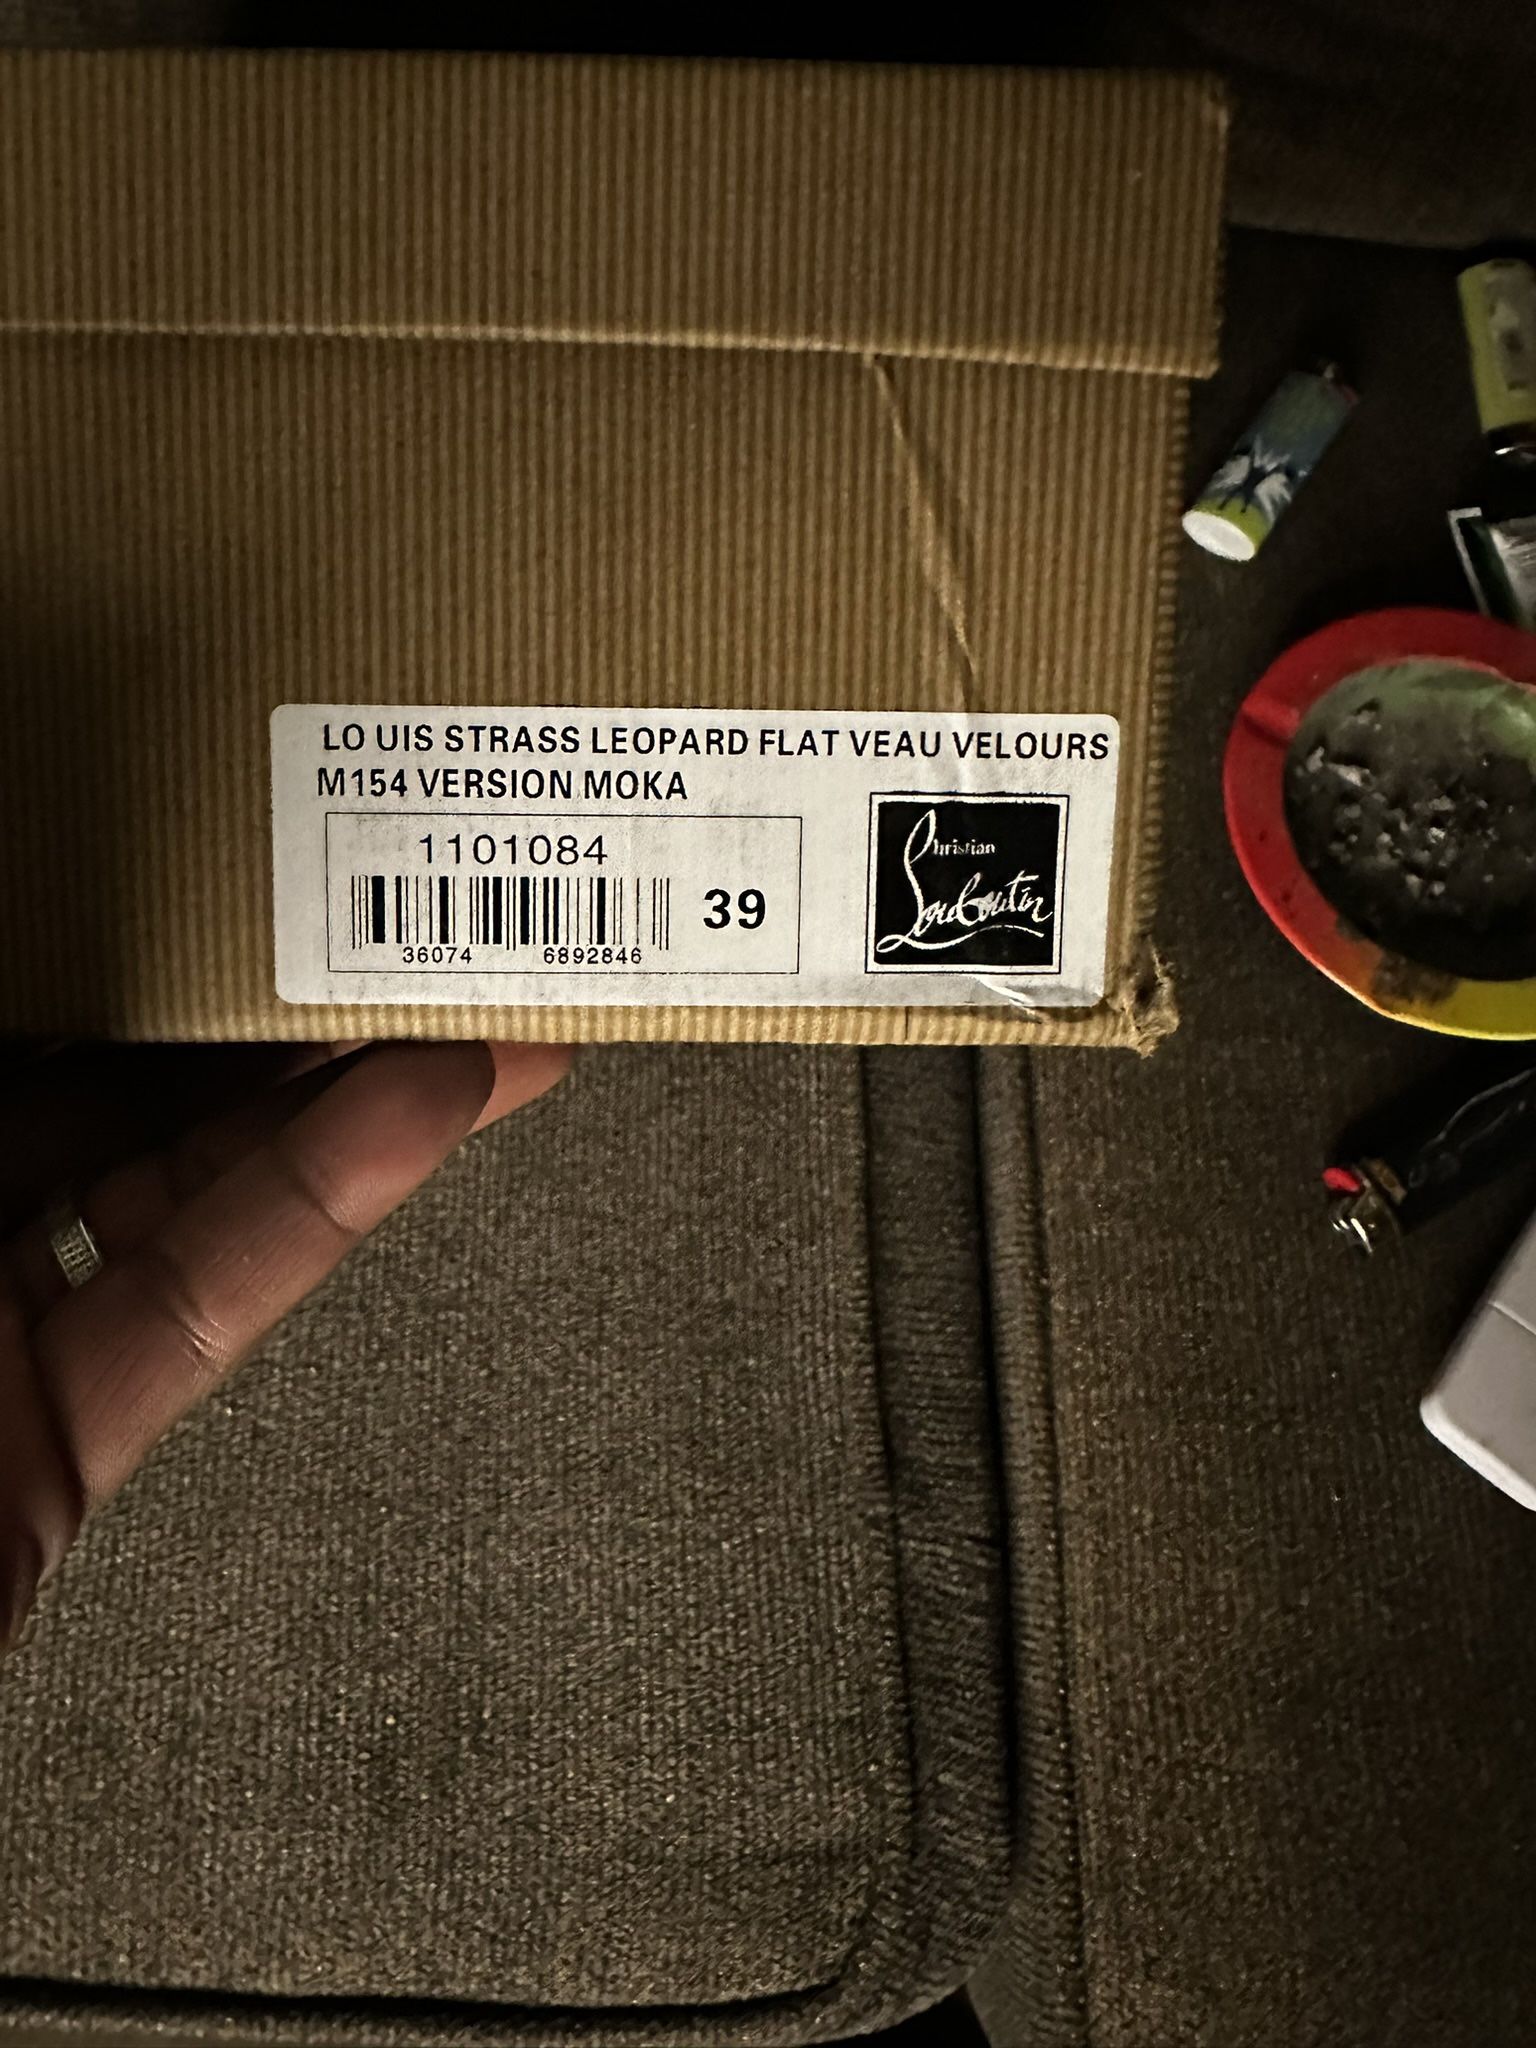 LO UIS STRASS LEOPARD FLAT VEAU VELOURS
M154 VERSION MOKA
1101084
39
36074 6892846
Christian
Louboutin